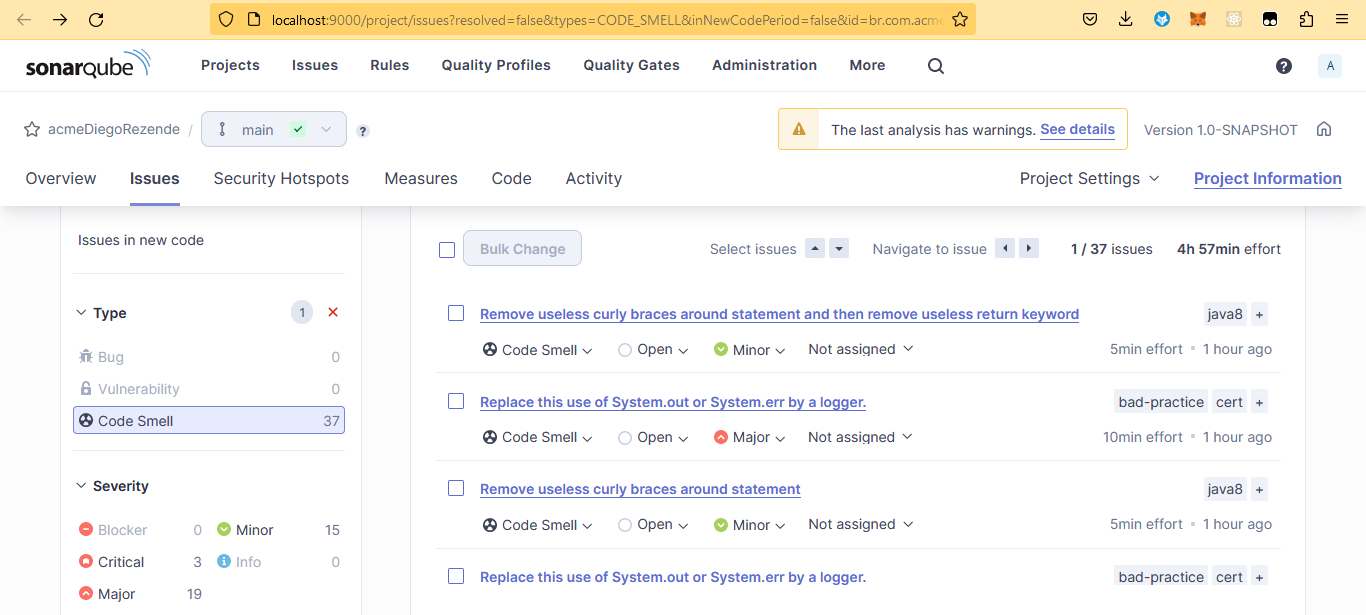 localhost:9000/project/issues?resolved=false&types=CODE_SMELL&inNewCodePeriod=false&id=br.com.acme
sonarqube Projects Issues Rules Quality Profiles Quality Gates Administration More ? A
acmeDiegoRezende / main ? The last analysis has warnings. See details Version 1.0-SNAPSHOT
Overview Issues Security Hotspots Measures Code Activity Project Settings Project Information
Issues in new code
Type 1
Bug 0
Vulnerability 0
Code Smell 37
Severity
Blocker 0 Minor 15
Critical 3 Info 0
Major 19
Bulk Change Select issues Navigate to issue 1 / 37 issues 4h 57min effort
Remove useless curly braces around statement and then remove useless return keyword java8 +
Code Smell Open Minor Not assigned 5min effort • 1 hour ago
Replace this use of System.out or System.err by a logger. bad-practice cert +
Code Smell Open Major Not assigned 10min effort • 1 hour ago
Remove useless curly braces around statement java8 +
Code Smell Open Minor Not assigned 5min effort • 1 hour ago
Replace this use of System.out or System.err by a logger. bad-practice cert +